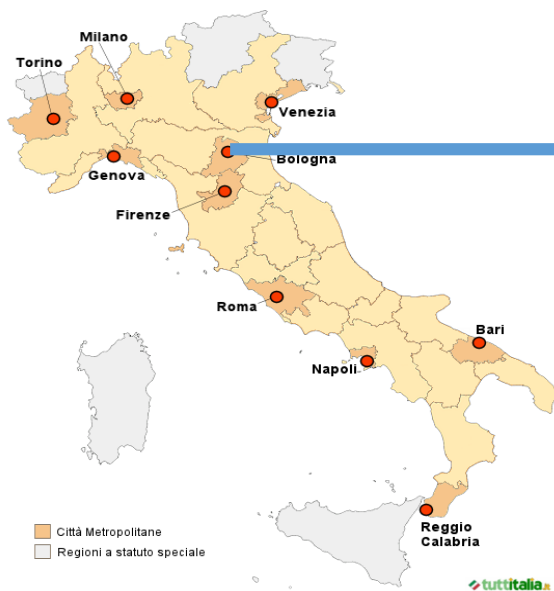 Milano
Torino
Venezia
Bologna
Genova
Firenze
Roma
Bari
Napoli
Reggio
Calabria
Città Metropolitane
Regioni a statuto speciale
tuttitalia.it